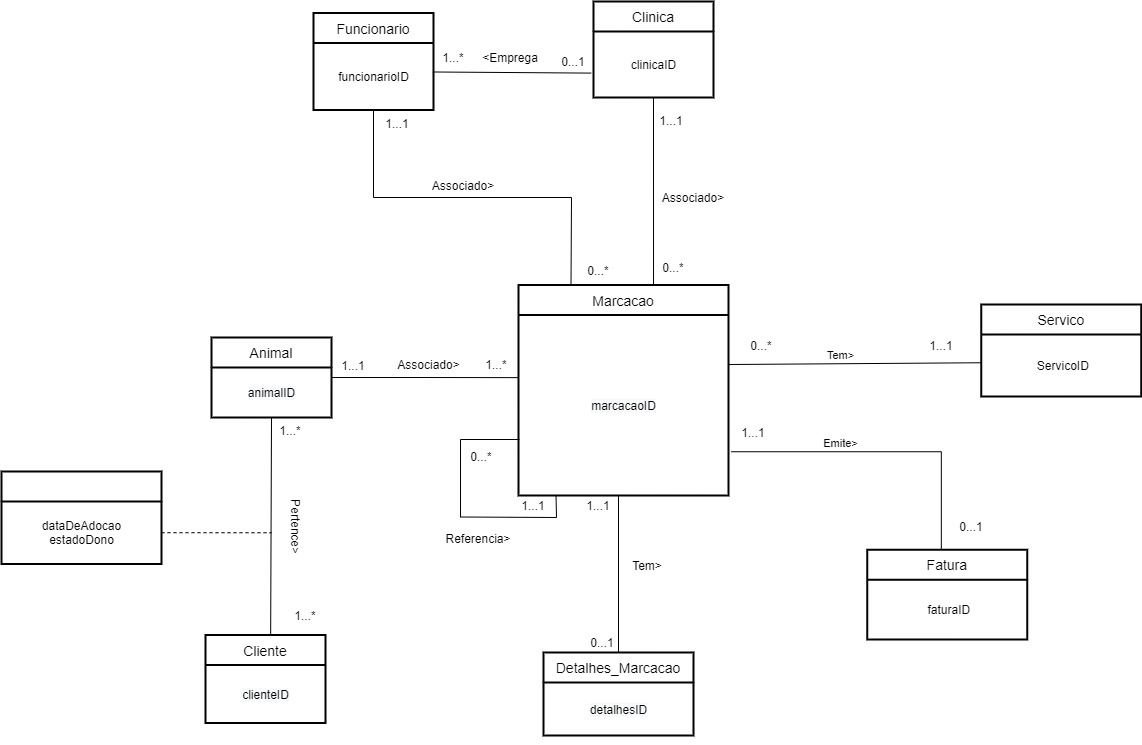 Clinica
clinicaID
Funcionario
funcionarioID
1...*
<Emprega
0...1
1...1
1...1
Associado>
Associado>
0...*
0...*
Marcacao
marcacaoID
Servico
ServicoID
0...*
Tem>
1...1
Animal
animalID
1...1
Associado>
1...*
1...*
1...1
Emite>
0...*
1...1
1...1
Referencia>
dataDeAdocao
estadoDono
Pertence>
0...1
Fatura
faturaID
Tem>
1...*
Cliente
clienteID
0...1
Detalhes_Marcacao
detalhesID